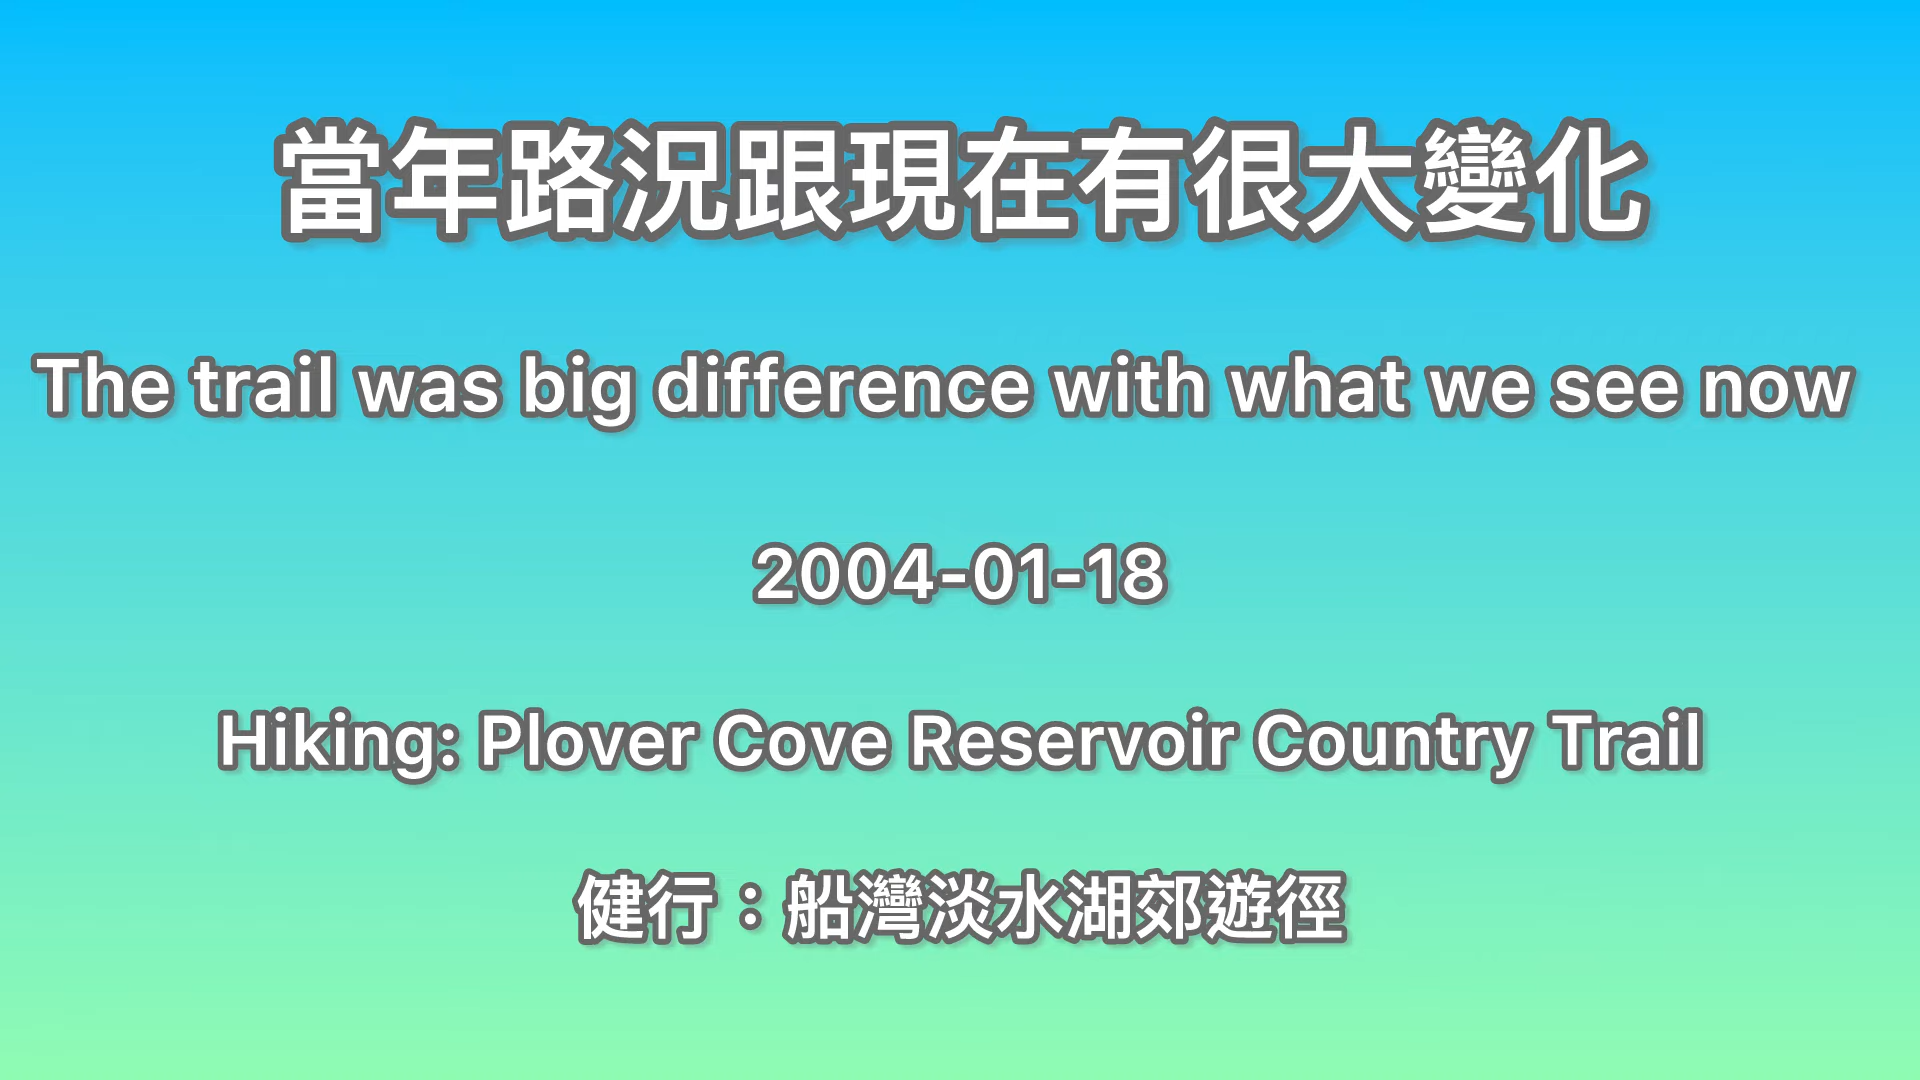 當年路況跟現在有很大變化
The trail was big difference with what we see now
2004-01-18
Hiking: Plover Cove Reservoir Country Trail
健行：船灣淡水湖郊遊徑